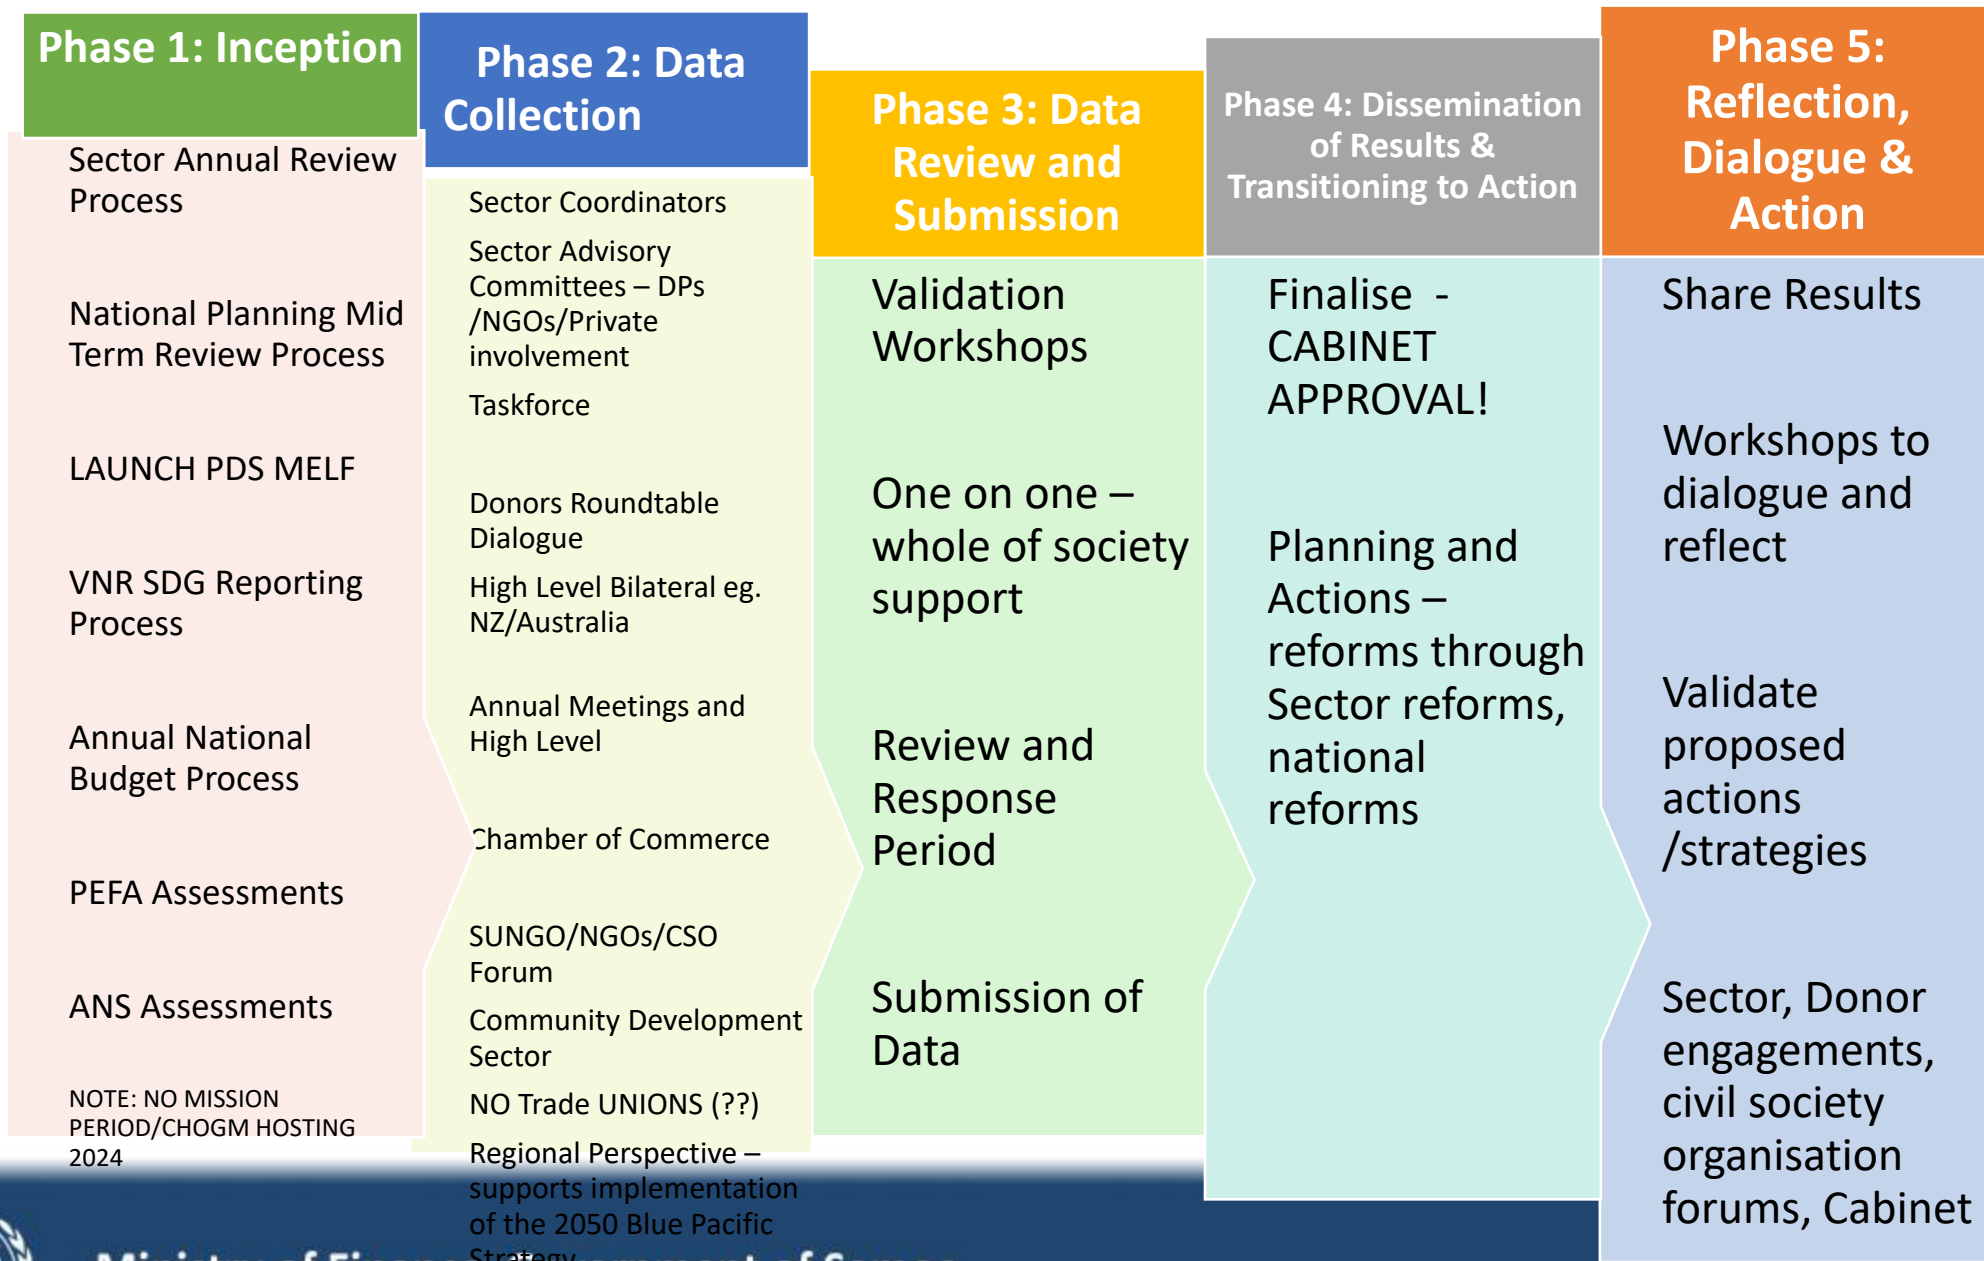 Phase 1: Inception
Sector Annual Review
Process
National Planning Mid
Term Review Process
LAUNCH PDS MELF
VNR SDG Reporting
Process
Annual National
Budget Process
PEFA Assessments
ANS Assessments
NOTE: NO MISSION
PERIOD/CHOGM HOSTING
2024
Phase 2: Data
Collection
Sector Coordinators
Sector Advisory
Committees – DPs
/NGOs/Private
involvement
Taskforce
Donors Roundtable
Dialogue
High Level Bilateral eg.
NZ/Australia
Annual Meetings and
High Level
Chamber of Commerce
SUNGO/NGOs/CSO
Forum
Community Development
Sector
NO Trade UNIONS (??)
Regional Perspective –
supports implementation
of the 2050 Blue Pacific
Strategy
Phase 3: Data
Review and
Submission
Validation
Workshops
One on one –
whole of society
support
Review and
Response
Period
Submission of
Data
Phase 4: Dissemination
of Results &
Transitioning to Action
Finalise -
CABINET
APPROVAL!
Planning and
Actions –
reforms through
Sector reforms,
national
reforms
Phase 5:
Reflection,
Dialogue &
Action
Share Results
Workshops to
dialogue and
reflect
Validate
proposed
actions
/strategies
Sector, Donor
engagements,
civil society
organisation
forums, Cabinet
Ministry of